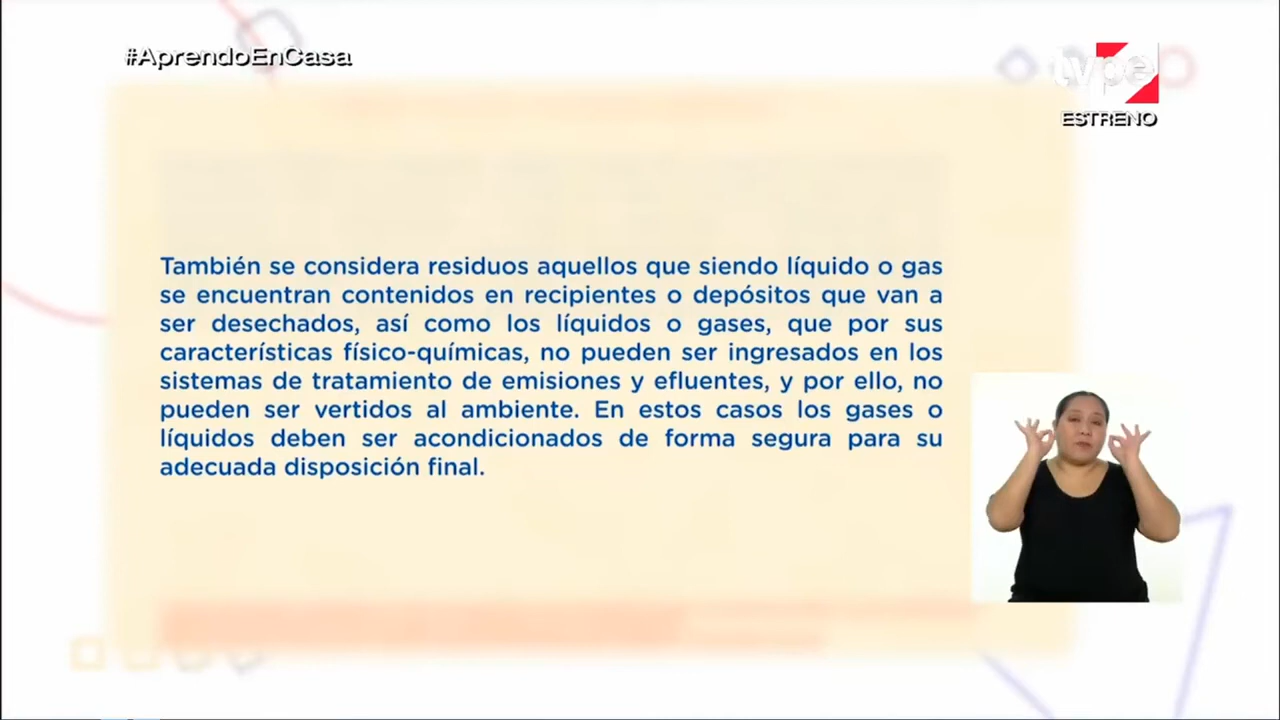 #AprendoEnCasa
tvpe
ESTRENO
También se considera residuos aquellos que siendo líquido o gas
se encuentran contenidos en recipientes o depósitos que van a
ser desechados, así como los líquidos o gases, que por sus
características físico-químicas, no pueden ser ingresados en los
sistemas de tratamiento de emisiones y efluentes, y por ello, no
pueden ser vertidos al ambiente. En estos casos los gases o
líquidos deben ser acondicionados de forma segura para su
adecuada disposición final.